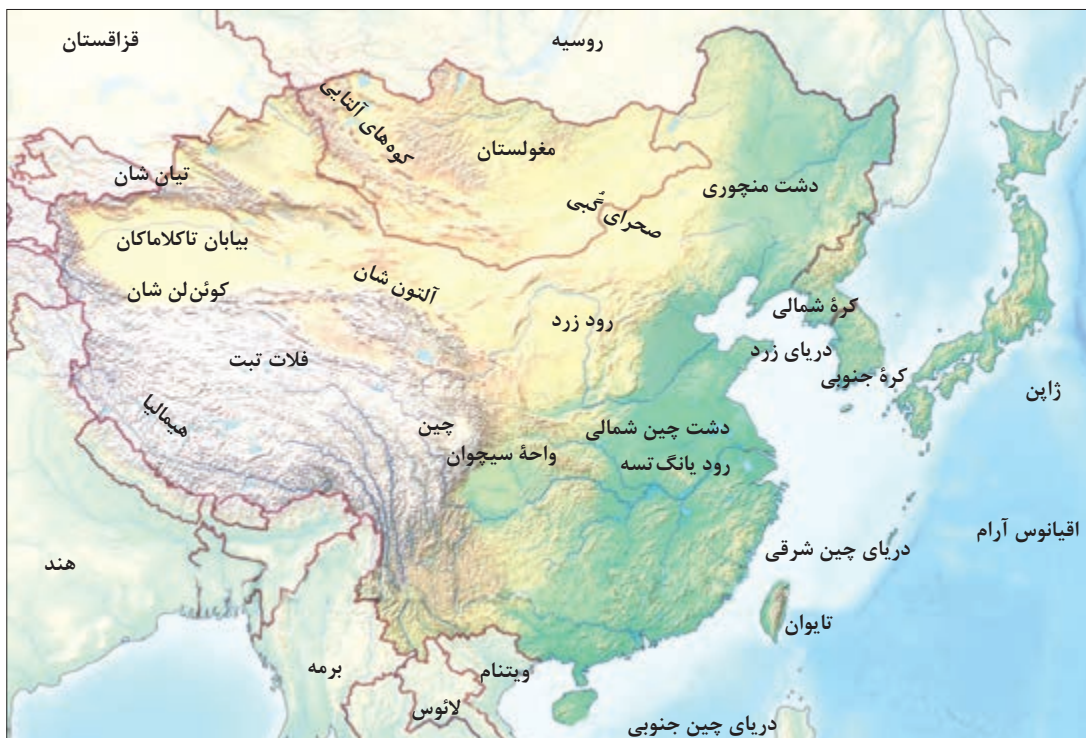 روسیه
قزاقستان
کوه‌های آلتایی
مغولستان
تیان شان
دشت منچوری
صحرای گُبی
بیابان تاکلاماکان
آلتون شان
کوئن‌لن شان
کرهٔ شمالی
رود زرد
دریای زرد
فلات تبت
کرهٔ جنوبی
ژاپن
هیمالیا
چین
دشت چین شمالی
واحهٔ سیچوان
رود یانگ‌تسه
اقیانوس آرام
دریای چین شرقی
هند
تایوان
برمه
ویتنام
لائوس
دریای چین جنوبی